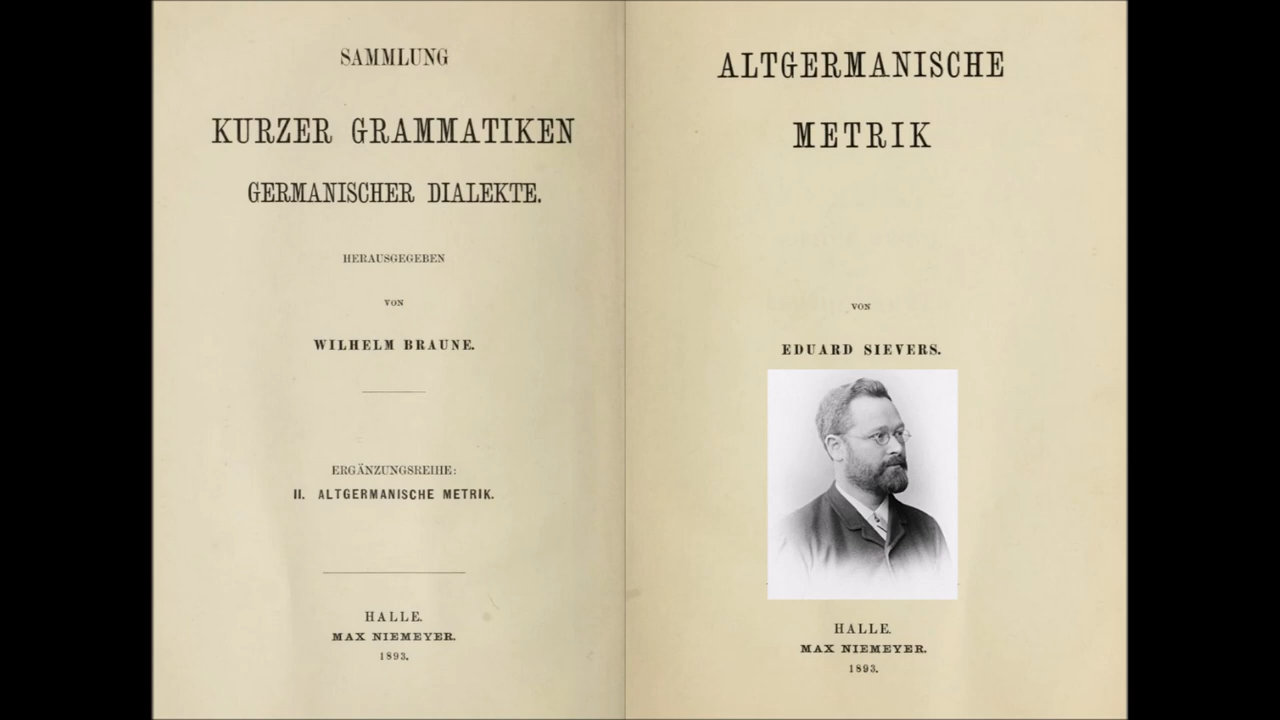 SAMMLUNG
KURZER GRAMMATIKEN
GERMANISCHER DIALEKTE.
HERAUSGEGEBEN
VON
WILHELM BRAUNE.
ERGÄNZUNGSREIHE:
II. ALTGERMANISCHE METRIK.
HALLE.
MAX NIEMEYER.
1893.
ALTGERMANISCHE
METRIK
VON
EDUARD SIEVERS.
HALLE.
MAX NIEMEYER.
1893.